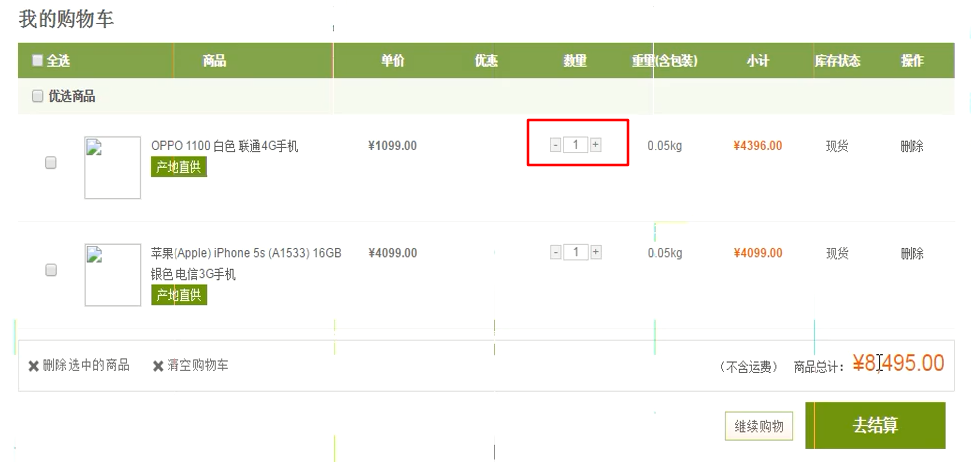 我的购物车
全选 商品 单价 优惠 数量 重量(含包装) 小计 库存状态 操作
优选商品
OPPO 1100 白色 联通4G手机 ¥1099.00 - 1 + 0.05kg ¥4396.00 现货 删除
产地直供
苹果(Apple) iPhone 5s (A1533) 16GB ¥4099.00 - 1 + 0.05kg ¥4099.00 现货 删除
银色 电信3G手机
产地直供
删除选中的商品 清空购物车 (不含运费) 商品总计: ¥8,495.00
继续购物 去结算